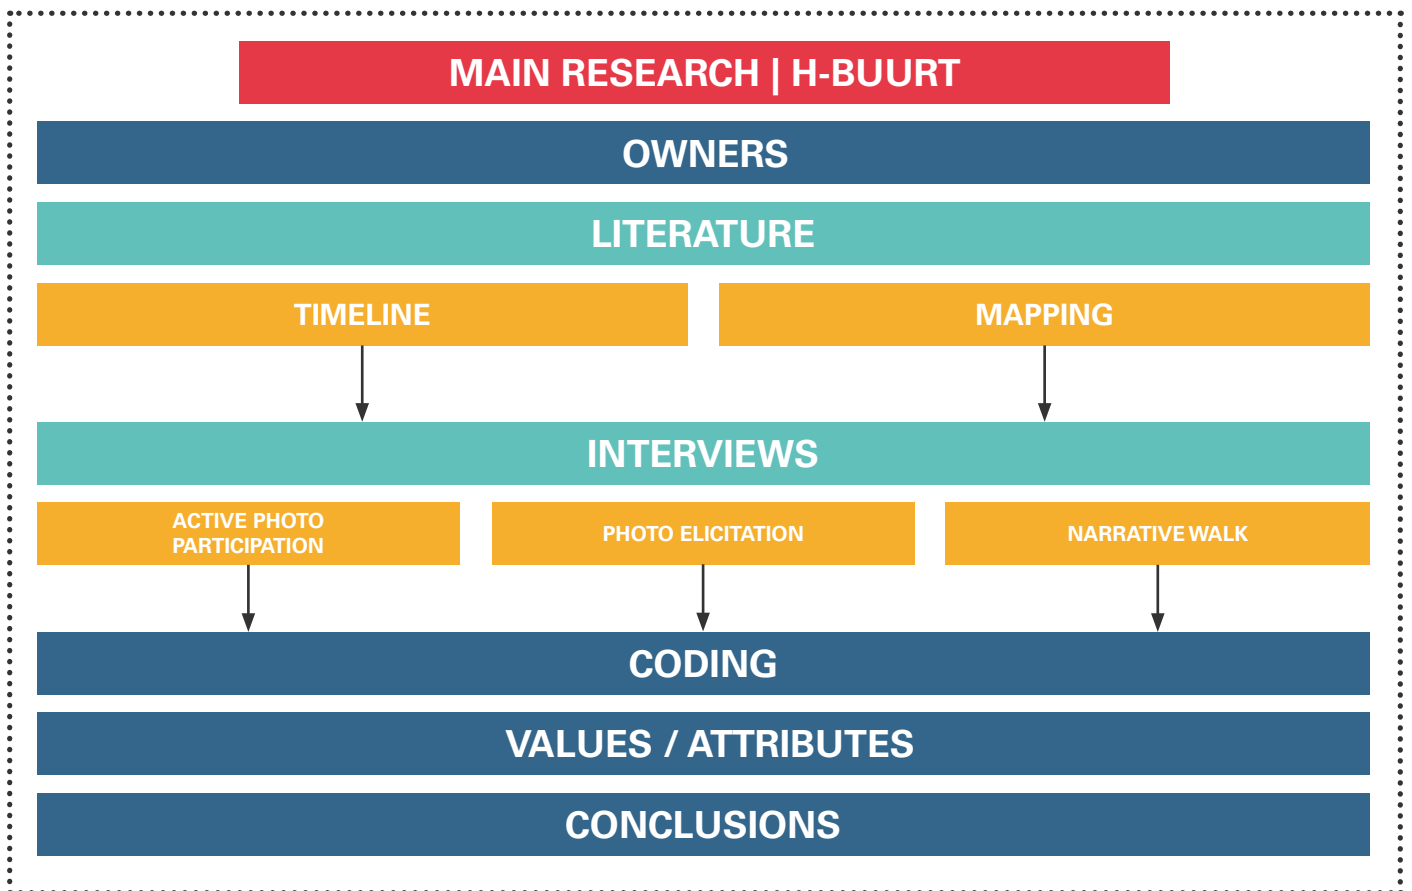 MAIN RESEARCH | H-BUURT
OWNERS
LITERATURE
TIMELINE
MAPPING
INTERVIEWS
ACTIVE PHOTO
PARTICIPATION
PHOTO ELICITATION
NARRATIVE WALK
CODING
VALUES / ATTRIBUTES
CONCLUSIONS